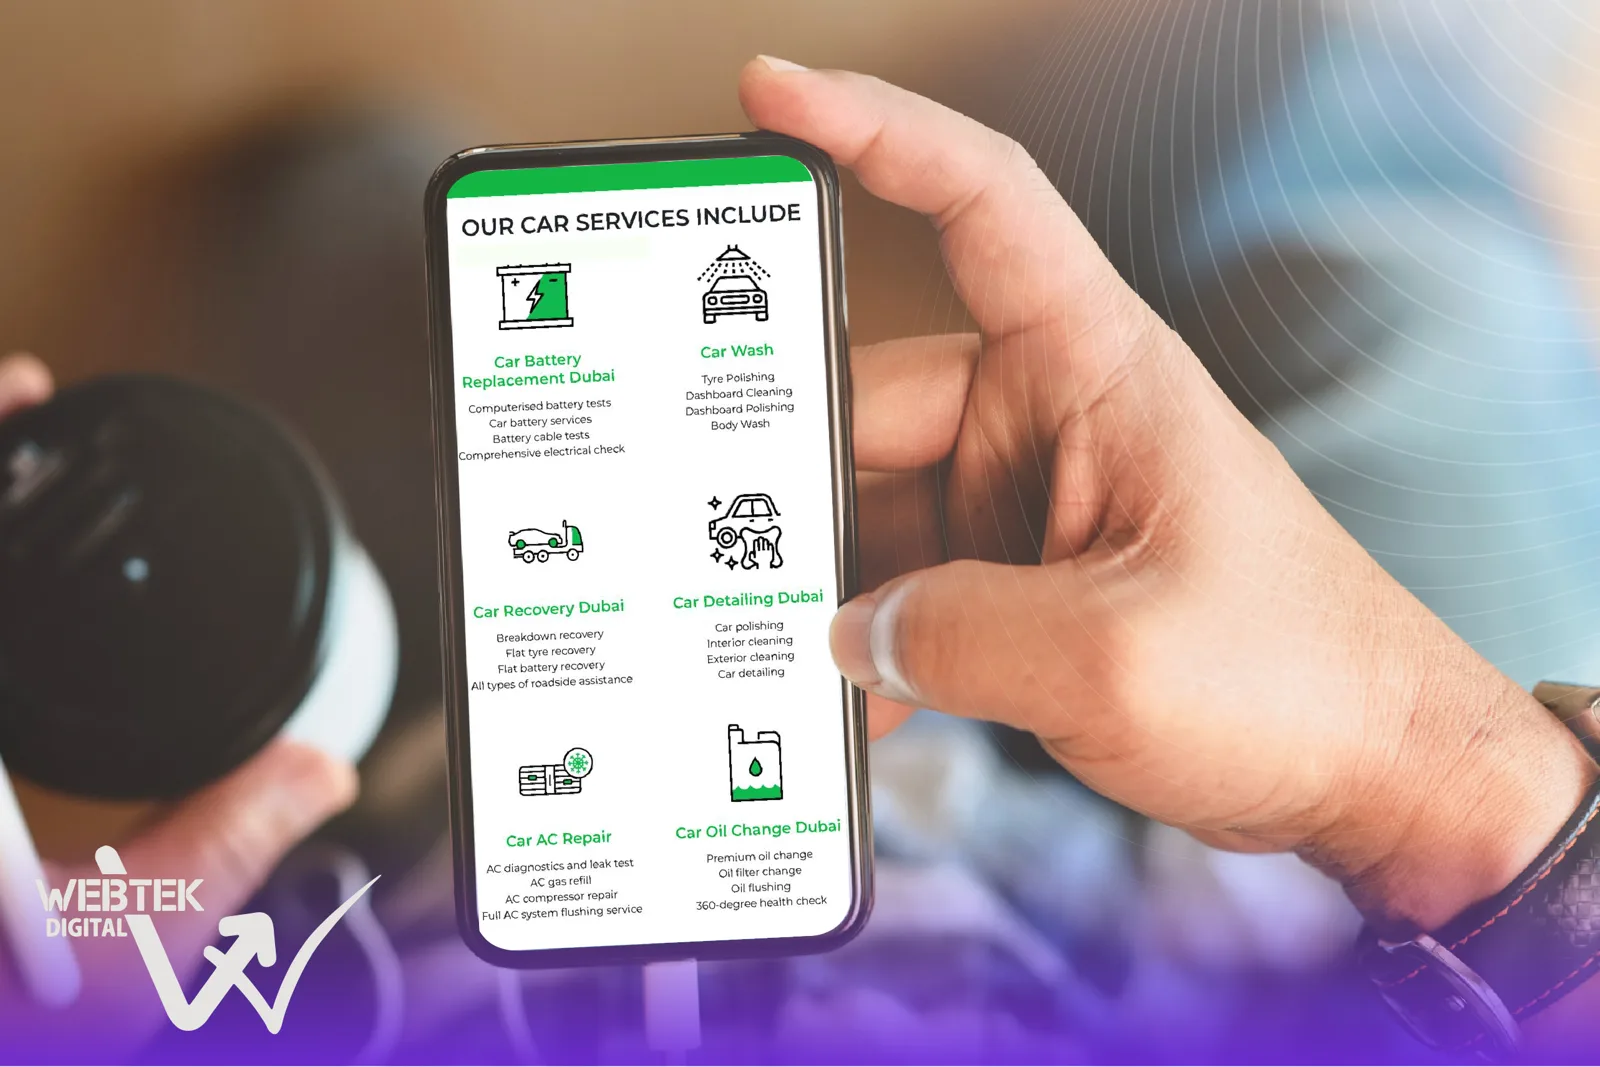 OUR CAR SERVICES INCLUDE
Car Battery
Replacement Dubai
Computerised battery tests
Car battery services
Battery cable tests
Comprehensive electrical check
Car Wash
Tyre Polishing
Dashboard Cleaning
Dashboard Polishing
Body Wash
Car Recovery Dubai
Breakdown recovery
Flat tyre recovery
Flat battery recovery
All types of roadside assistance
Car Detailing Dubai
Car polishing
Interior cleaning
Exterior cleaning
Car detailing
Car AC Repair
AC diagnostics and leak test
AC gas refill
AC compressor repair
Full AC system flushing service
Car Oil Change Dubai
Premium oil change
Oil filter change
Oil flushing
360-degree health check
WEBTEK
DIGITAL